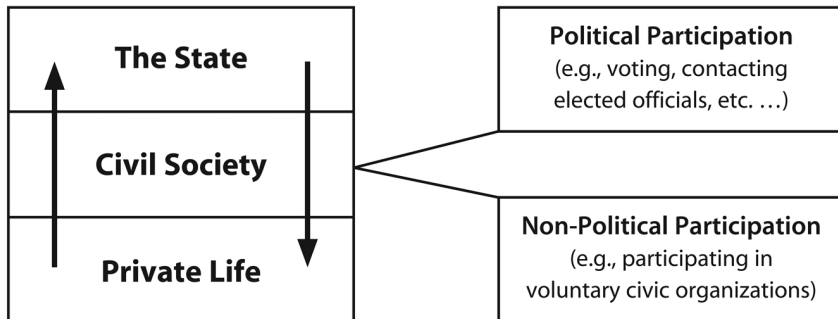 The State
Civil Society
Private Life
Political Participation
(e.g., voting, contacting
elected officials, etc. …)
Non-Political Participation
(e.g., participating in
voluntary civic organizations)